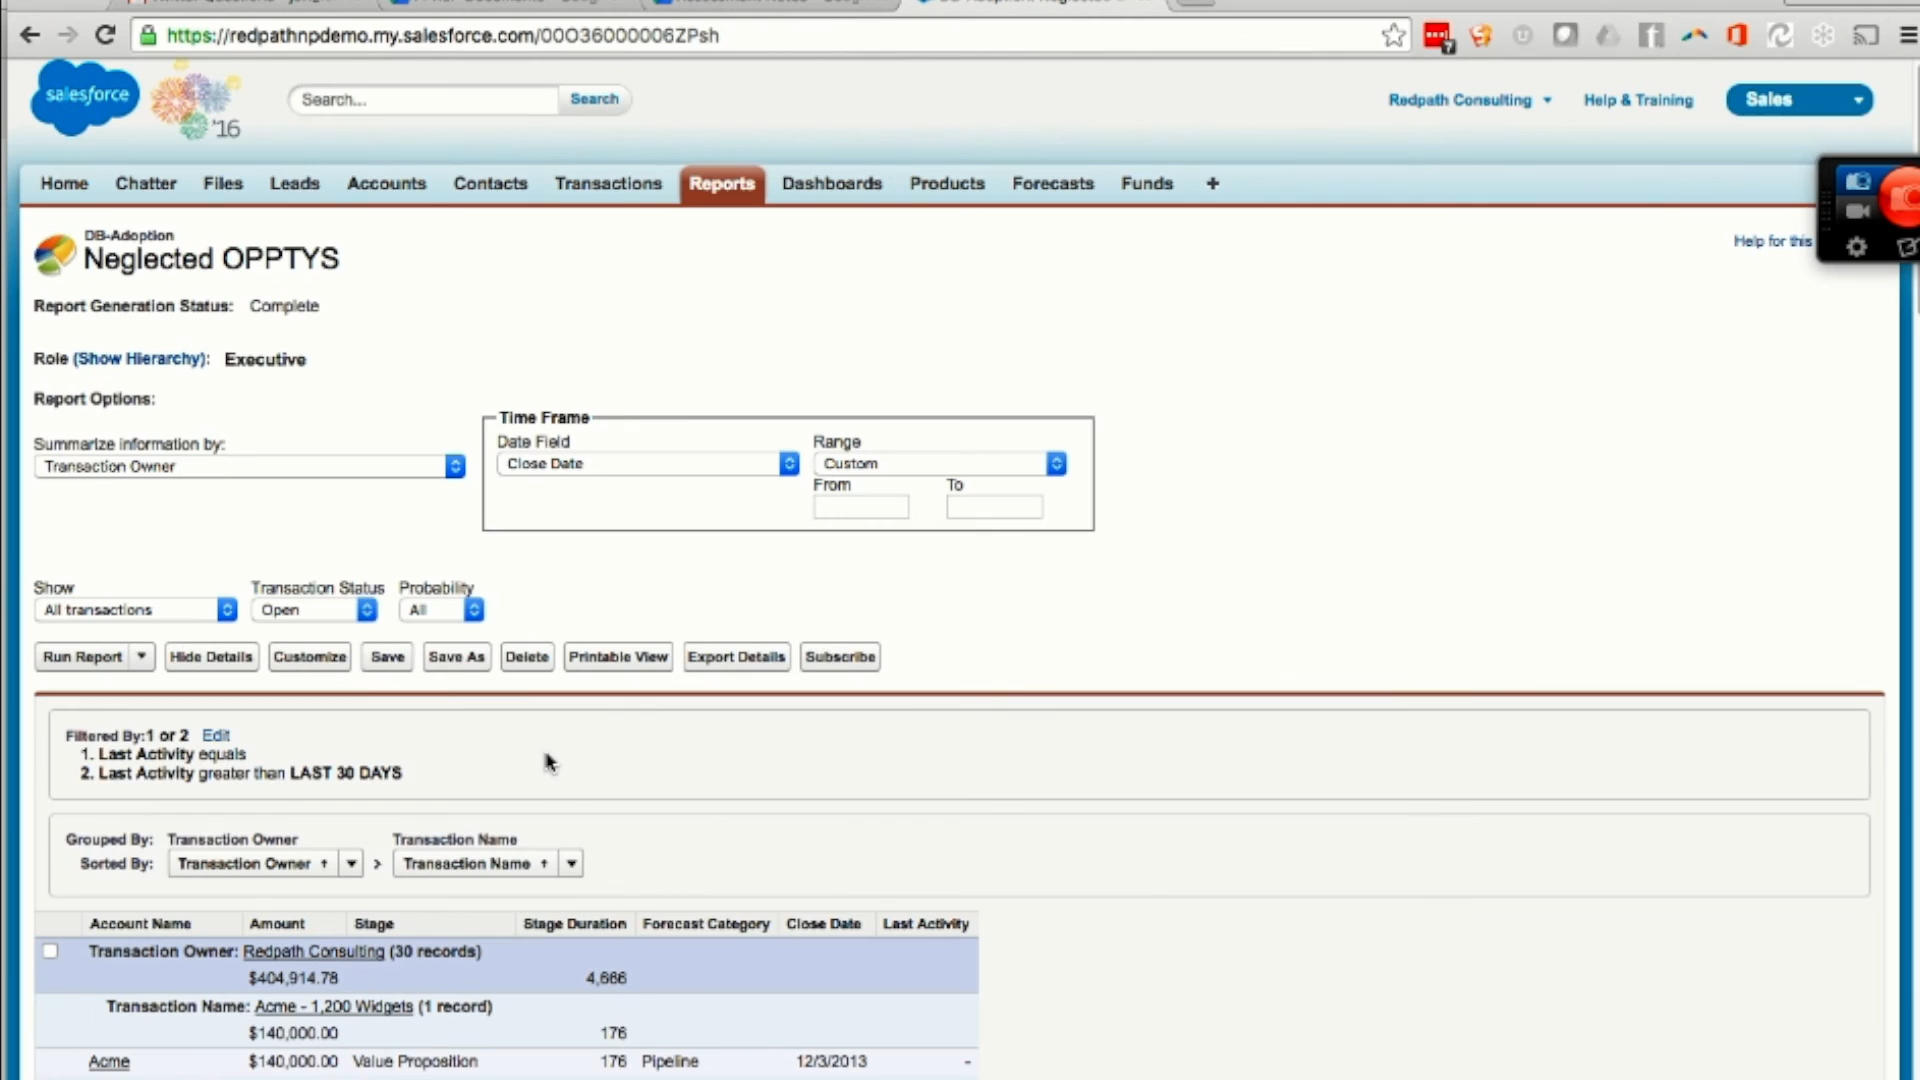 https://redpathnpdemo.my.salesforce.com/00O36000006ZPsh
salesforce
'16
Search...
Search
Redpath Consulting
Help & Training
Sales
Home
Chatter
Files
Leads
Accounts
Contacts
Transactions
Reports
Dashboards
Products
Forecasts
Funds
+
DB-Adoption
Neglected OPPTYS
Help for this
Report Generation Status: Complete
Role (Show Hierarchy): Executive
Report Options:
Summarize information by:
Transaction Owner
Time Frame
Date Field
Close Date
Range
Custom
From
To
Show
All transactions
Transaction Status
Open
Probability
All
Run Report
Hide Details
Customize
Save
Save As
Delete
Printable View
Export Details
Subscribe
Filtered By:1 or 2 Edit
1. Last Activity equals
2. Last Activity greater than LAST 30 DAYS
Grouped By: Transaction Owner Transaction Name
Sorted By: Transaction Owner ↑ > Transaction Name ↑
Account Name Amount Stage Stage Duration Forecast Category Close Date Last Activity
Transaction Owner: Redpath Consulting (30 records)
$404,914.78 4,666
Transaction Name: Acme - 1,200 Widgets (1 record)
$140,000.00 176
Acme $140,000.00 Value Proposition 176 Pipeline 12/3/2013 -